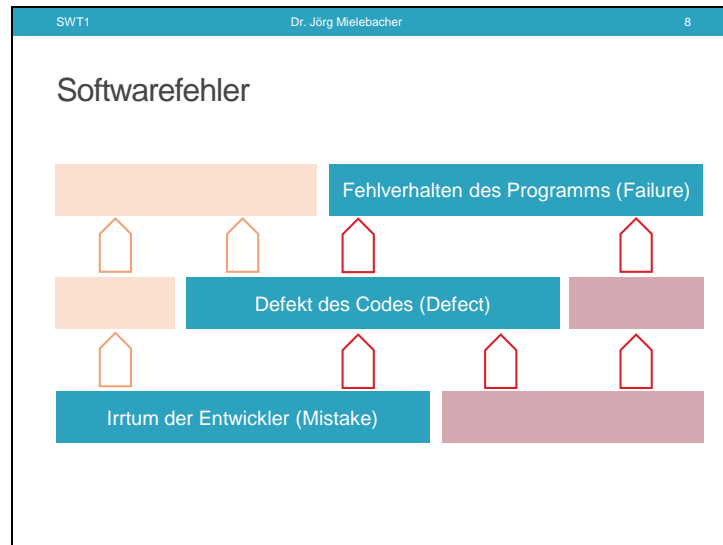 SWT1 Dr. Jörg Mielebacher 8
Softwarefehler
Fehlverhalten des Programms (Failure)
Defekt des Codes (Defect)
Irrtum der Entwickler (Mistake)